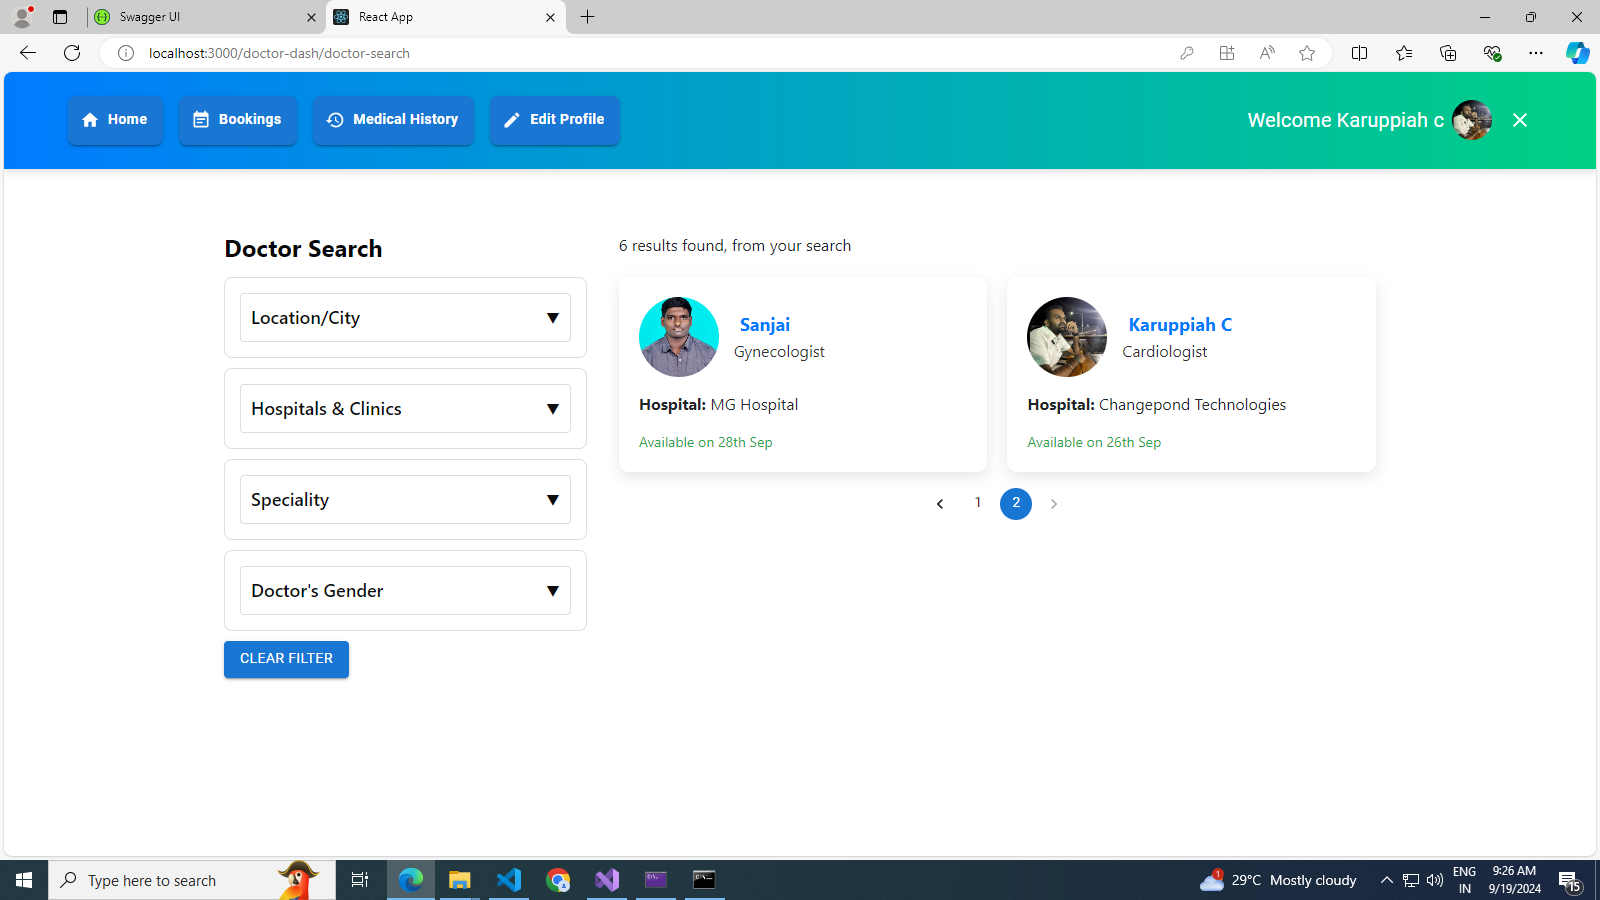 Swagger UI
React App
localhost:3000/doctor-dash/doctor-search
Home
Bookings
Medical History
Edit Profile
Welcome Karuppiah c
Doctor Search
Location/City
Hospitals & Clinics
Speciality
Doctor's Gender
CLEAR FILTER
6 results found, from your search
Sanjai
Gynecologist
Hospital: MG Hospital
Available on 28th Sep
Karuppiah C
Cardiologist
Hospital: Changepond Technologies
Available on 26th Sep
1
2
Type here to search
1
29°C Mostly cloudy
ENG
IN
9:26 AM
9/19/2024
15